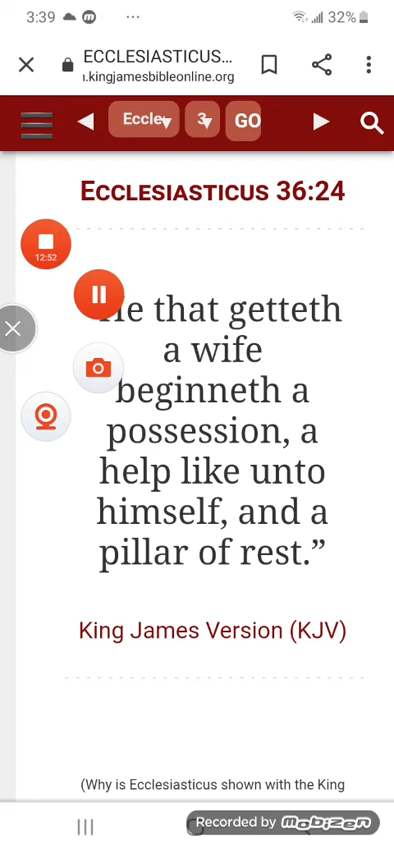 3:39
32%
ECCLESIASTICUS...
.kingjamesbibleonline.org
Eccle
3
GO
ECCLESIASTICUS 36:24
12:52
that getteth
a wife
beginneth a
possession, a
help like unto
himself, and a
pillar of rest.”
King James Version (KJV)
(Why is Ecclesiasticus shown with the King
Recorded by mobizen